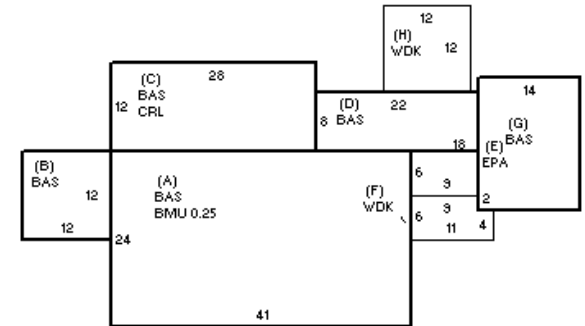 12
(H)
WDK
12
(C)
BAS
CRL
28
12
(D)
BAS
22
8
18
14
(G)
BAS
(E)
EPA
2
(B)
BAS
12
12
(A)
BAS
BMU 0.25
24
41
(F)
WDK
6
9
9
6
11
4